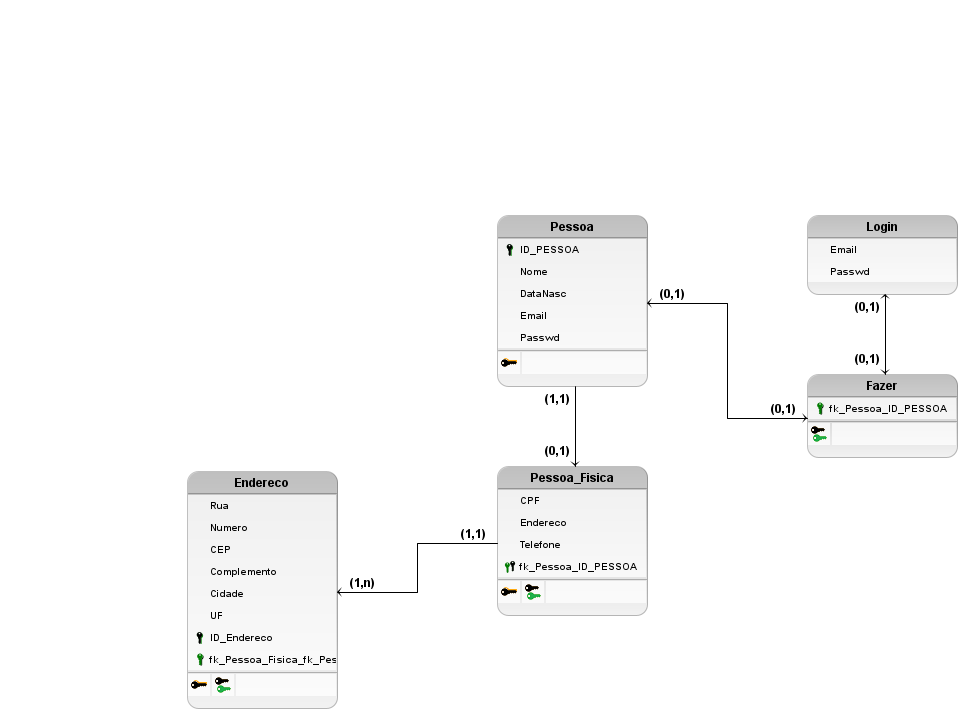 Pessoa
ID_PESSOA
Nome
DataNasc
Email
Passwd
(0,1)
(0,1)
(1,1)
(0,1)
Login
Email
Passwd
(0,1)
(0,1)
Fazer
fk_Pessoa_ID_PESSOA
Pessoa_Fisica
CPF
Endereco
Telefone
fk_Pessoa_ID_PESSOA
(1,1)
(1,n)
Endereco
Rua
Numero
CEP
Complemento
Cidade
UF
ID_Endereco
fk_Pessoa_Fisica_fk_Pes